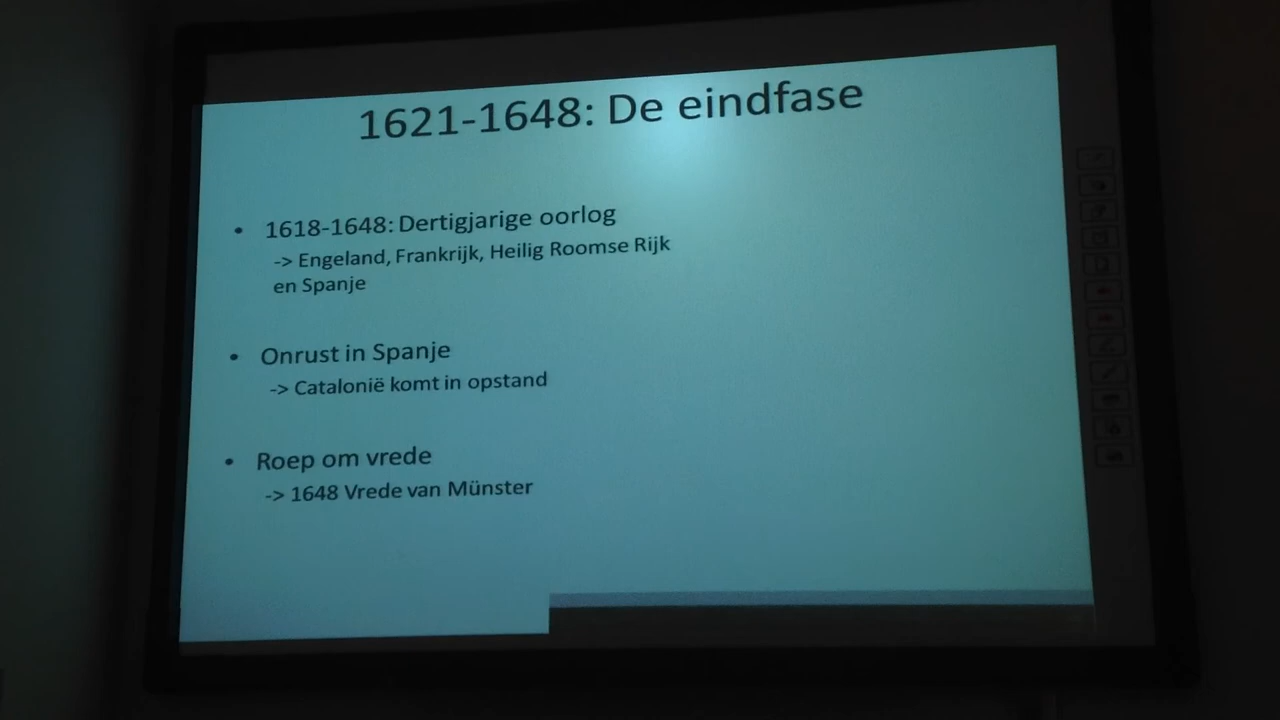 1621-1648: De eindfase
• 1618-1648: Dertigjarige oorlog
-> Engeland, Frankrijk, Heilig Roomse Rijk
en Spanje
• Onrust in Spanje
-> Catalonië komt in opstand
• Roep om vrede
-> 1648 Vrede van Münster